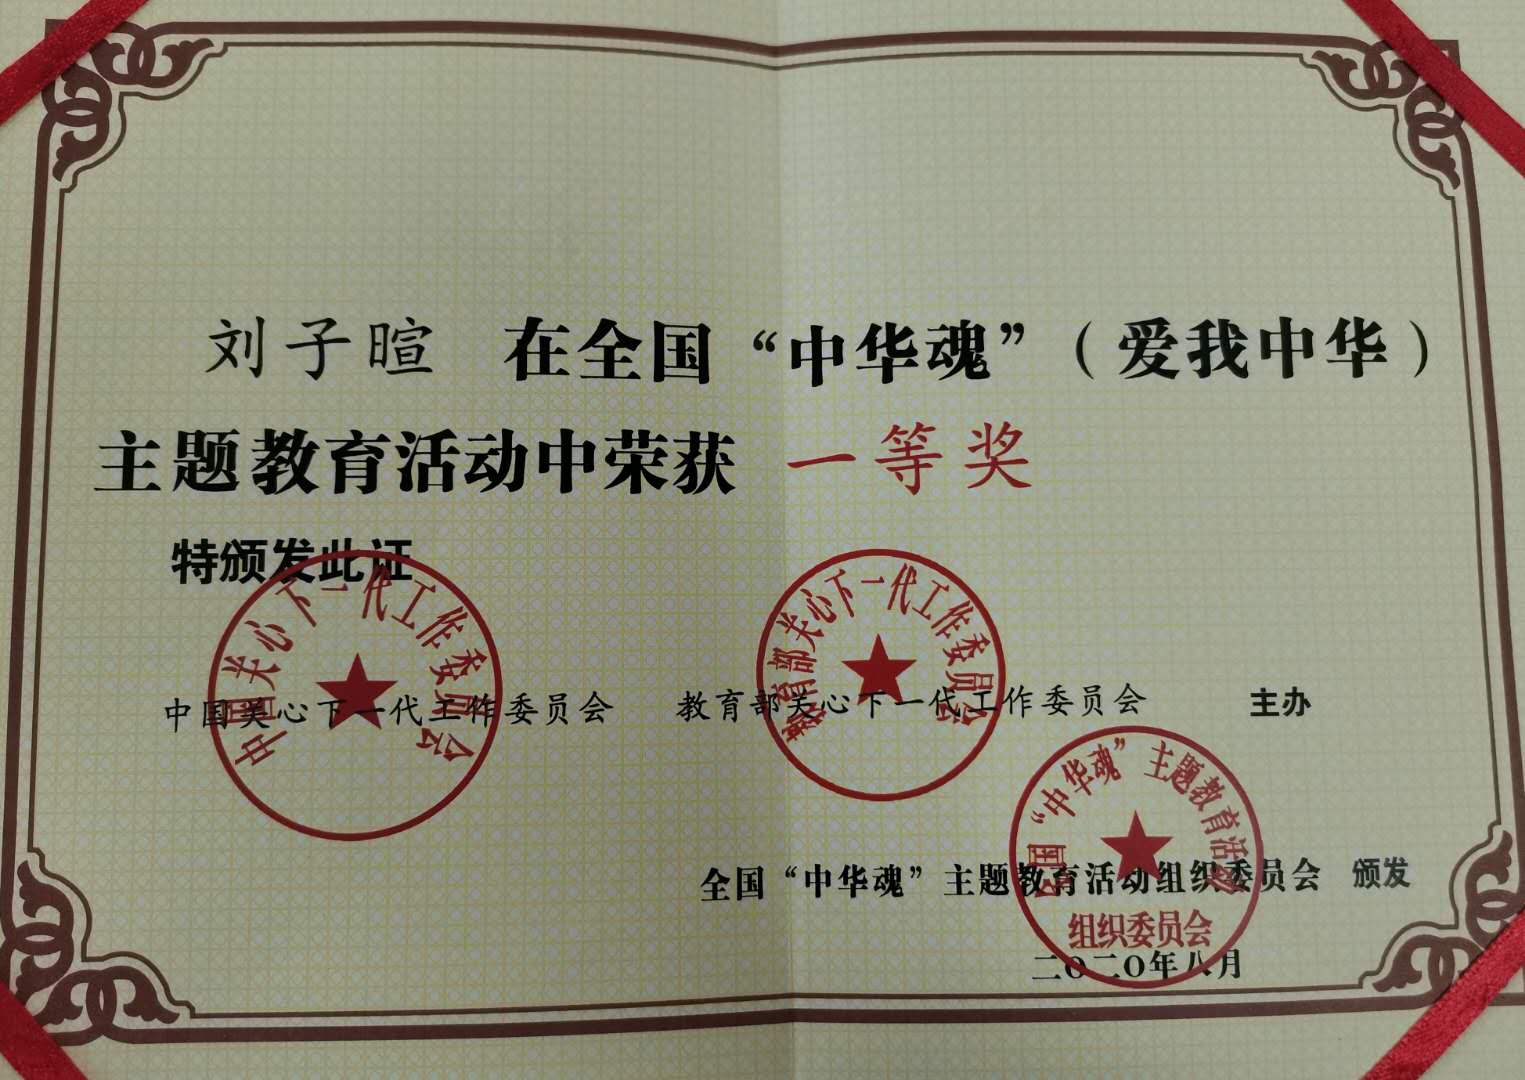 刘子暄 在全国“中华魂”（爱我中华）
主题教育活动中荣获 一等奖
特颁发此证
中国关心下一代工作委员会
教育部关心下一代工作委员会
中国关心下一代工作委员会 教育部关心下一代工作委员会 主办
全国“中华魂”主题教育活动
组织委员会
全国“中华魂”主题教育活动组织委员会 颁发
二〇二〇年八月